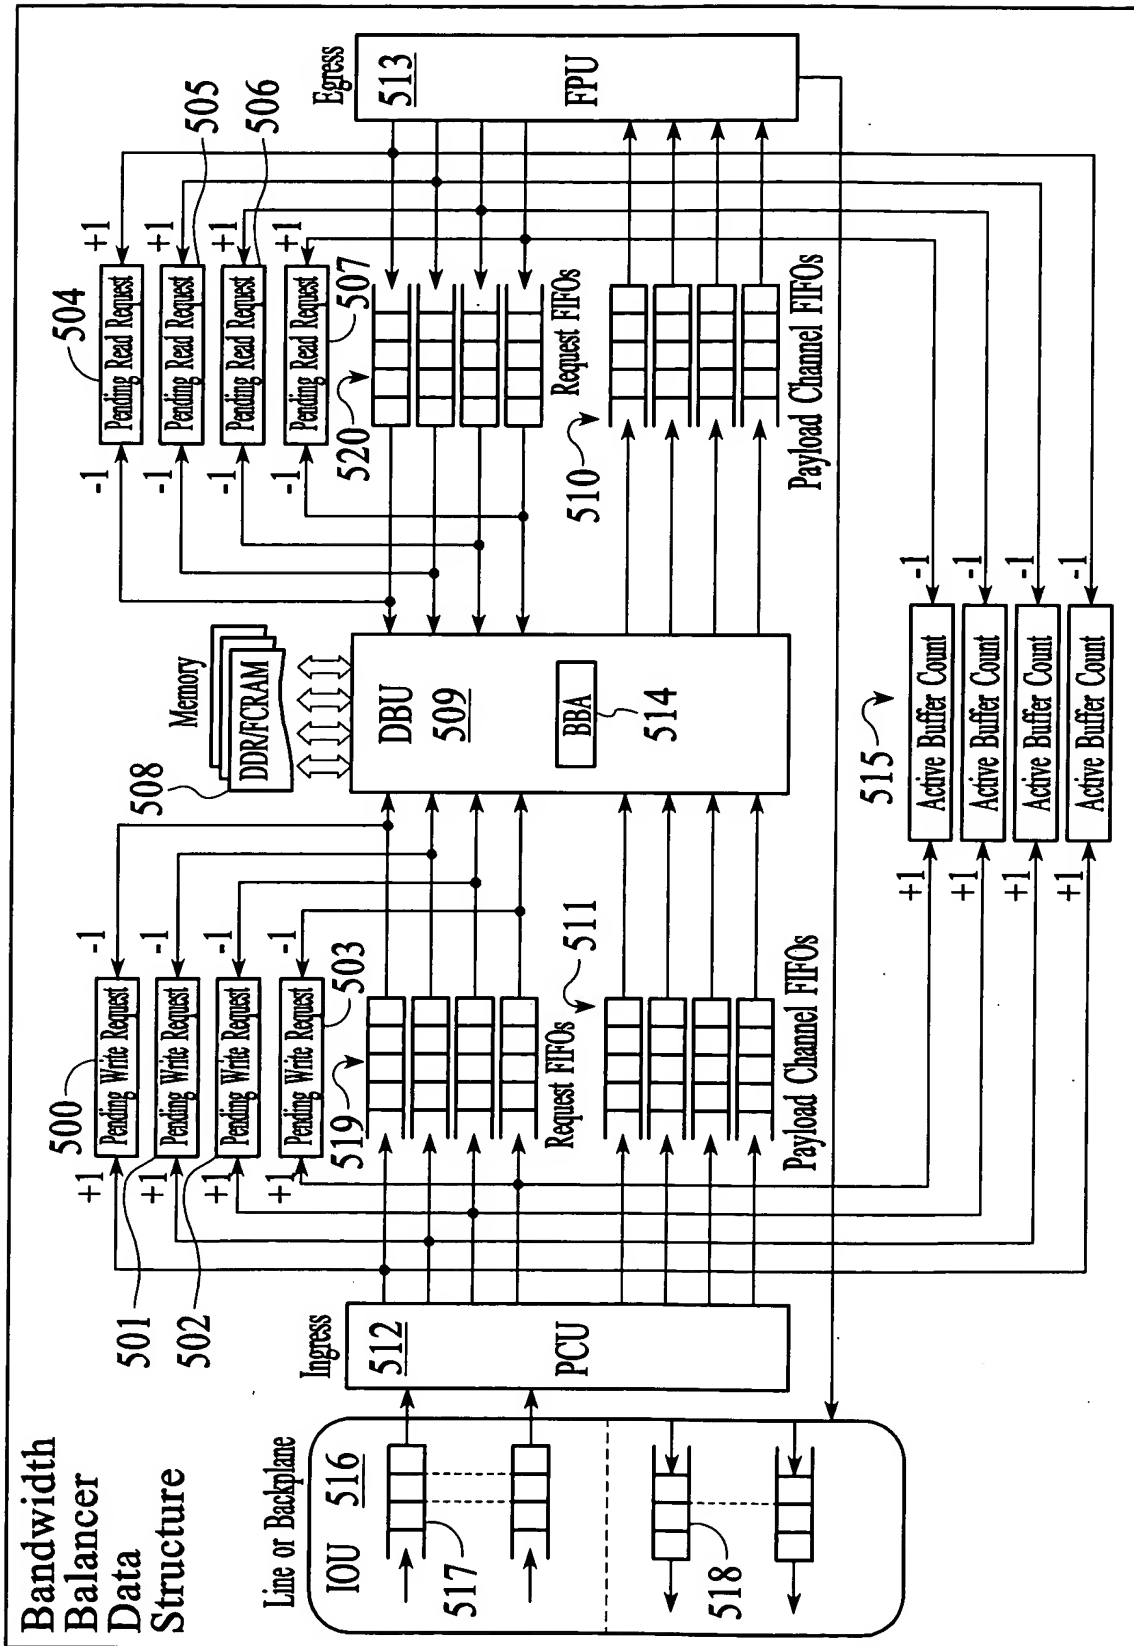 Bandwidth
Balancer
Data
Structure
Line or Backplane
IOU 516
517
518
Ingress
512
PCU
500
501
502
503
Pending Write Request
Pending Write Request
Pending Write Request
Pending Write Request
+1
+1
+1
+1
-1
-1
-1
-1
519
Request FIFOs
511
Payload Channel FIFOs
508
Memory
DDR/FCRAM
DBU
509
BBA
514
504
505
506
507
Pending Read Request
Pending Read Request
Pending Read Request
Pending Read Request
-1
-1
-1
-1
+1
+1
+1
+1
520
Request FIFOs
510
Payload Channel FIFOs
Egress
513
FPU
515
+1
Active Buffer Count
-1
+1
Active Buffer Count
-1
+1
Active Buffer Count
-1
+1
Active Buffer Count
-1